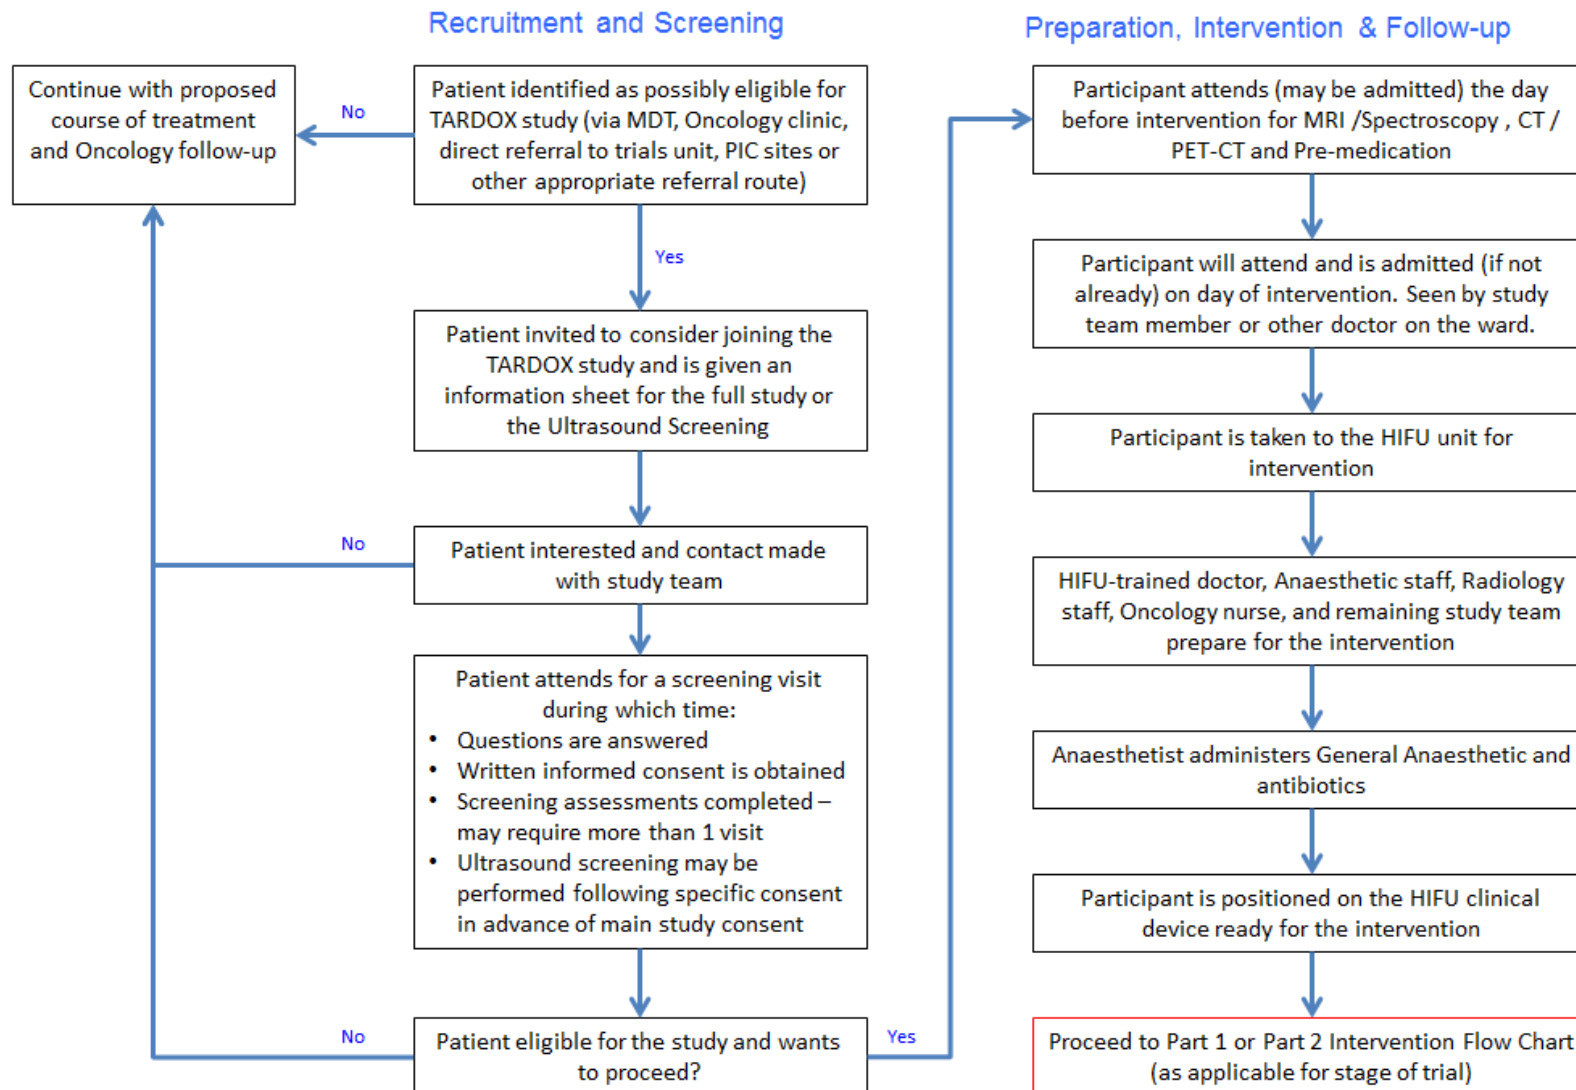 Recruitment and Screening
Continue with proposed
course of treatment
and Oncology follow-up
No
Patient identified as possibly eligible for
TARDOX study (via MDT, Oncology clinic,
direct referral to trials unit, PIC sites or
other appropriate referral route)
Yes
Patient invited to consider joining the
TARDOX study and is given an
information sheet for the full study or
the Ultrasound Screening
No
Patient interested and contact made
with study team
Patient attends for a screening visit
during which time:
• Questions are answered
• Written informed consent is obtained
• Screening assessments completed –
may require more than 1 visit
• Ultrasound screening may be
performed following specific consent
in advance of main study consent
No
Patient eligible for the study and wants
to proceed?
Yes
Preparation, Intervention & Follow-up
Participant attends (may be admitted) the day
before intervention for MRI /Spectroscopy , CT /
PET-CT and Pre-medication
Participant will attend and is admitted (if not
already) on day of intervention. Seen by study
team member or other doctor on the ward.
Participant is taken to the HIFU unit for
intervention
HIFU-trained doctor, Anaesthetic staff, Radiology
staff, Oncology nurse, and remaining study team
prepare for the intervention
Anaesthetist administers General Anaesthetic and
antibiotics
Participant is positioned on the HIFU clinical
device ready for the intervention
Proceed to Part 1 or Part 2 Intervention Flow Chart
(as applicable for stage of trial)